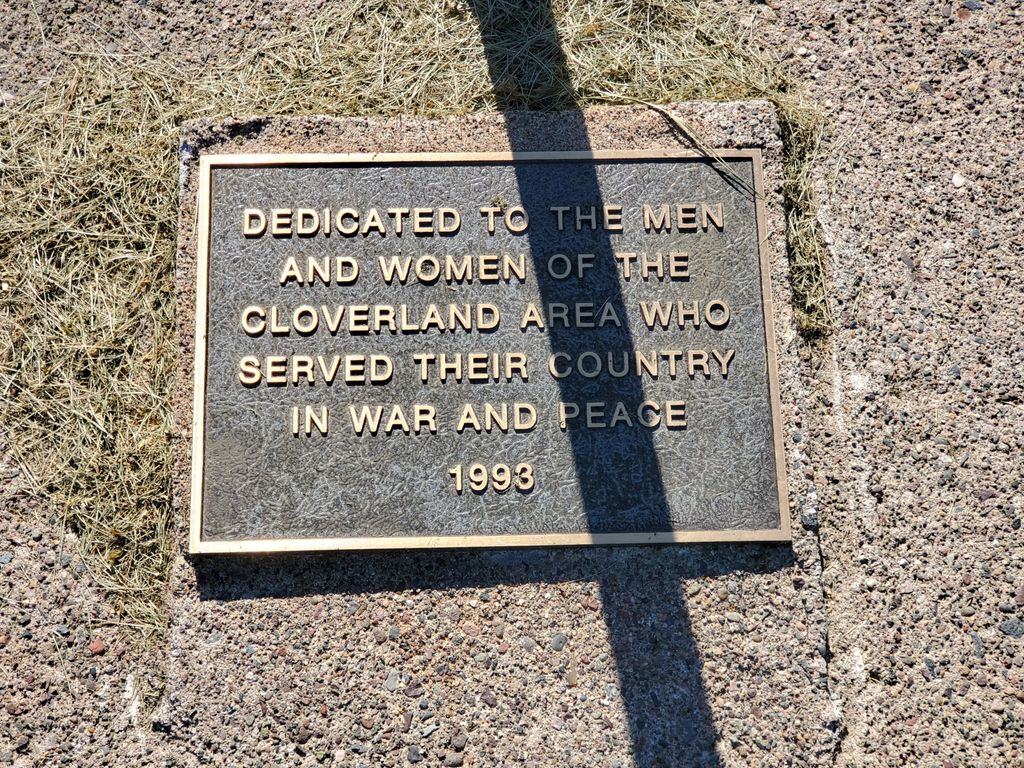 DEDICATED TO THE MEN
AND WOMEN OF THE
CLOVERLAND AREA WHO
SERVED THEIR COUNTRY
IN WAR AND PEACE
1993